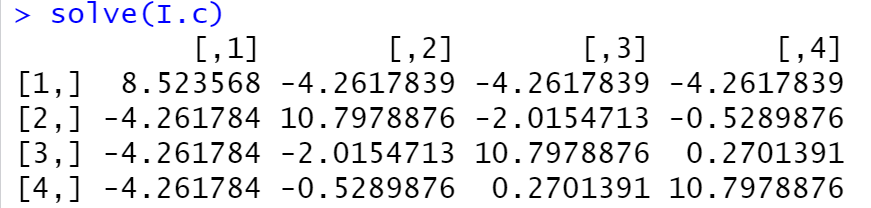 > solve(I.c)
[,1] [,2] [,3] [,4]
[1,] 8.523568 -4.2617839 -4.2617839 -4.2617839
[2,] -4.261784 10.7978876 -2.0154713 -0.5289876
[3,] -4.261784 -2.0154713 10.7978876 0.2701391
[4,] -4.261784 -0.5289876 0.2701391 10.7978876